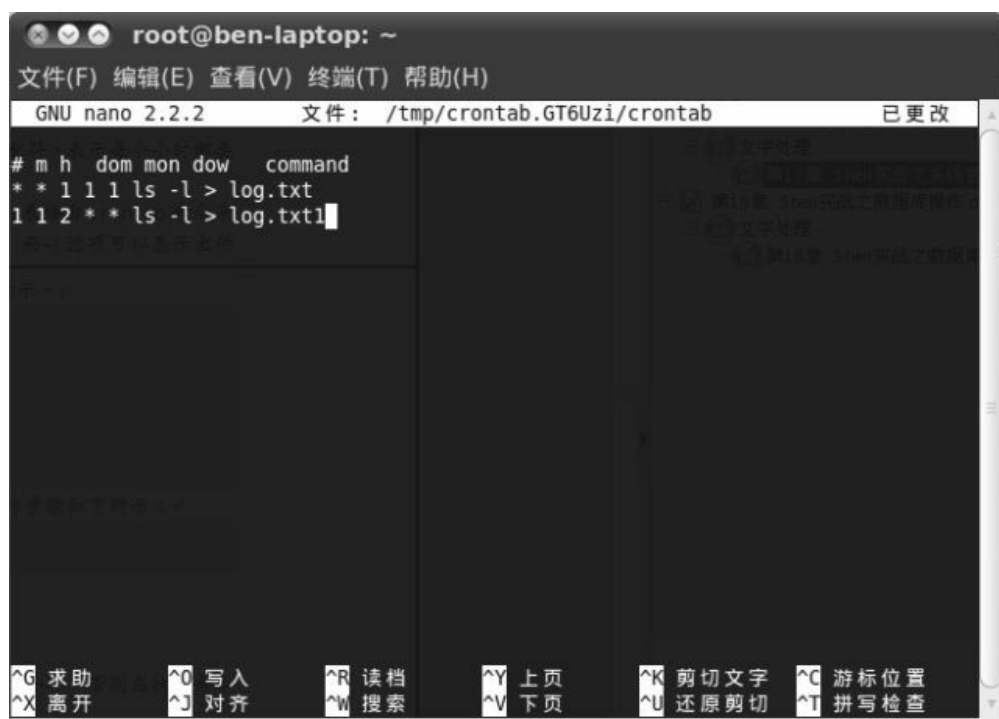 root@ben-laptop: ~
文件(F) 编辑(E) 查看(V) 终端(T) 帮助(H)
GNU nano 2.2.2 文件： /tmp/crontab.GT6Uzi/crontab 已更改
# m h dom mon dow command
* * 1 1 1 ls -l > log.txt
1 1 2 * * ls -l > log.txt1
^G 求助 ^O 写入 ^R 读档 ^Y 上页 ^K 剪切文字 ^C 游标位置
^X 离开 ^J 对齐 ^W 搜索 ^V 下页 ^U 还原剪切 ^T 拼写检查